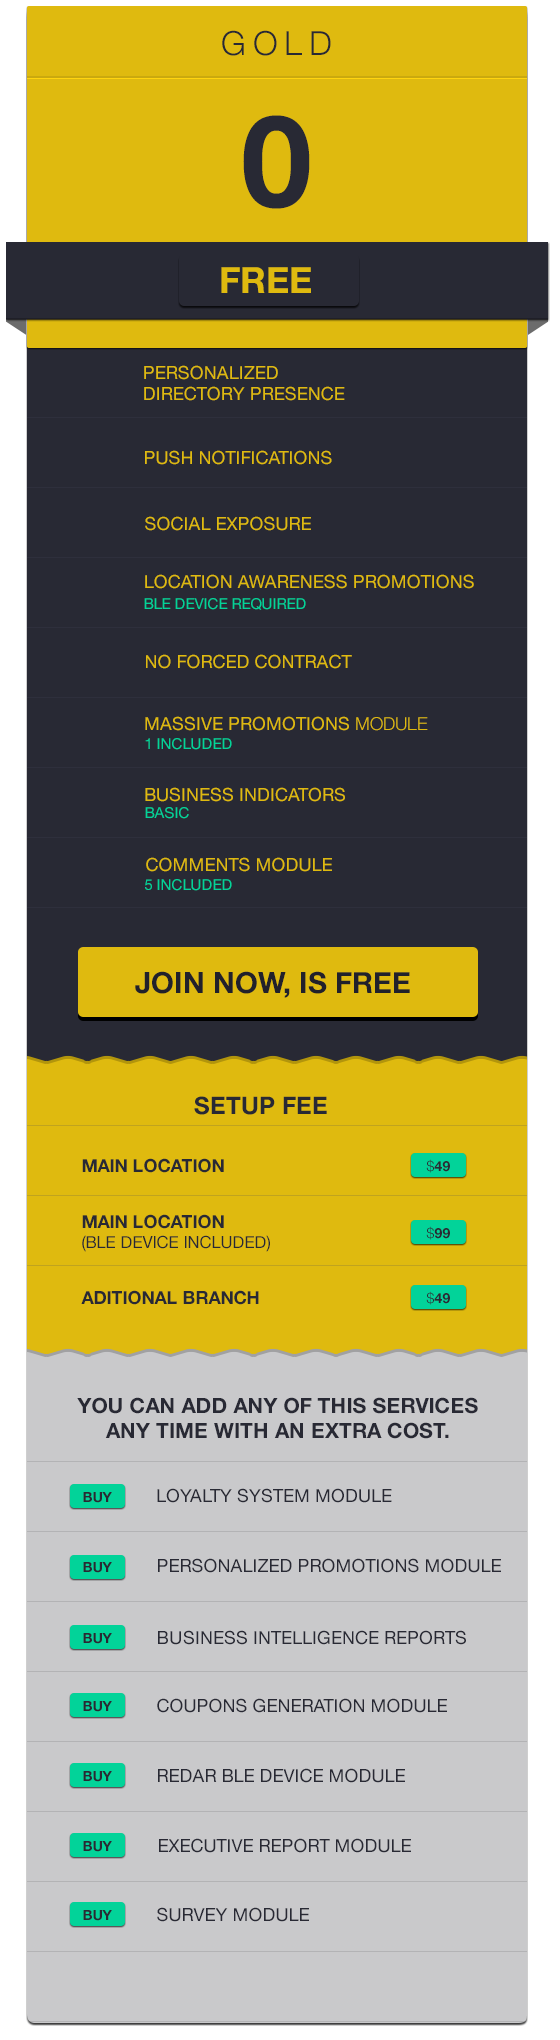 GOLD
0
FREE
PERSONALIZED
DIRECTORY PRESENCE
PUSH NOTIFICATIONS
SOCIAL EXPOSURE
LOCATION AWARENESS PROMOTIONS
BLE DEVICE REQUIRED
NO FORCED CONTRACT
MASSIVE PROMOTIONS MODULE
1 INCLUDED
BUSINESS INDICATORS
BASIC
COMMENTS MODULE
5 INCLUDED
JOIN NOW, IS FREE
SETUP FEE
MAIN LOCATION $49
MAIN LOCATION
(BLE DEVICE INCLUDED) $99
ADITIONAL BRANCH $49
YOU CAN ADD ANY OF THIS SERVICES
ANY TIME WITH AN EXTRA COST.
BUY LOYALTY SYSTEM MODULE
BUY PERSONALIZED PROMOTIONS MODULE
BUY BUSINESS INTELLIGENCE REPORTS
BUY COUPONS GENERATION MODULE
BUY REDAR BLE DEVICE MODULE
BUY EXECUTIVE REPORT MODULE
BUY SURVEY MODULE